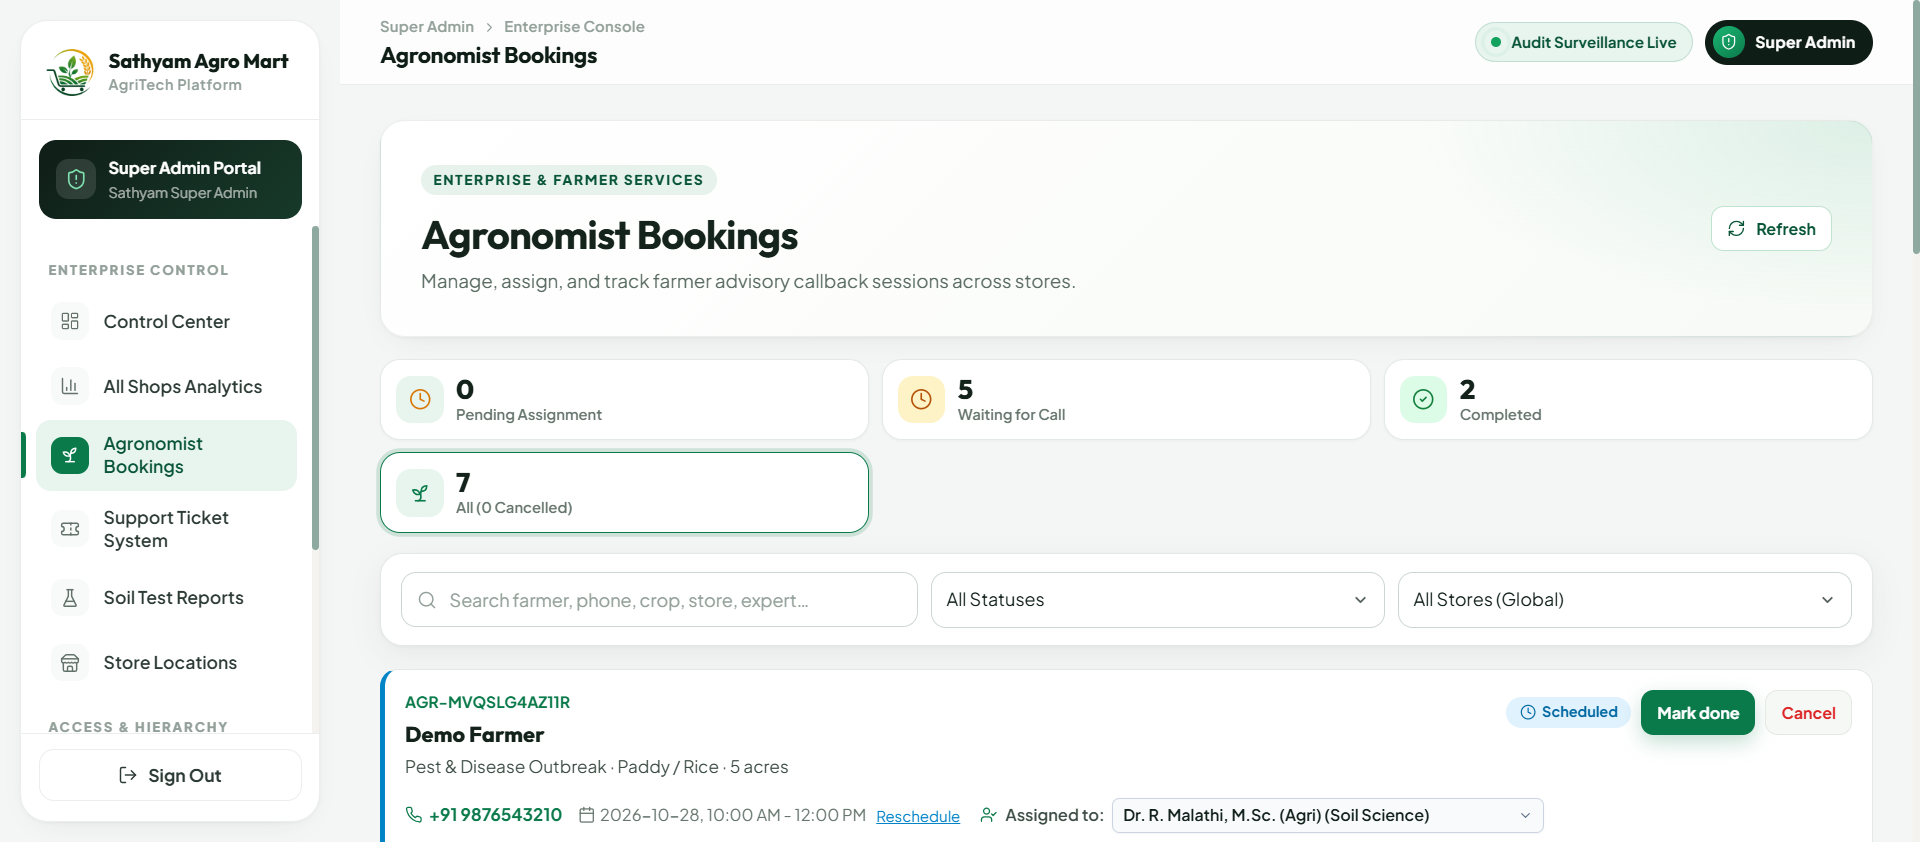 Sathyam Agro Mart
AgriTech Platform
Super Admin Portal
Sathyam Super Admin
ENTERPRISE CONTROL
Control Center
All Shops Analytics
Agronomist
Bookings
Support Ticket
System
Soil Test Reports
Store Locations
ACCESS & HIERARCHY
Sign Out
Super Admin > Enterprise Console
Agronomist Bookings
Audit Surveillance Live
Super Admin
ENTERPRISE & FARMER SERVICES
Agronomist Bookings
Manage, assign, and track farmer advisory callback sessions across stores.
Refresh
0
Pending Assignment
5
Waiting for Call
2
Completed
7
All (0 Cancelled)
Search farmer, phone, crop, store, expert...
All Statuses
All Stores (Global)
AGR-MVQSLG4AZ11R
Scheduled
Mark done
Cancel
Demo Farmer
Pest & Disease Outbreak · Paddy / Rice · 5 acres
+91 9876543210
2026-10-28, 10:00 AM - 12:00 PM
Reschedule
Assigned to:
Dr. R. Malathi, M.Sc. (Agri) (Soil Science)